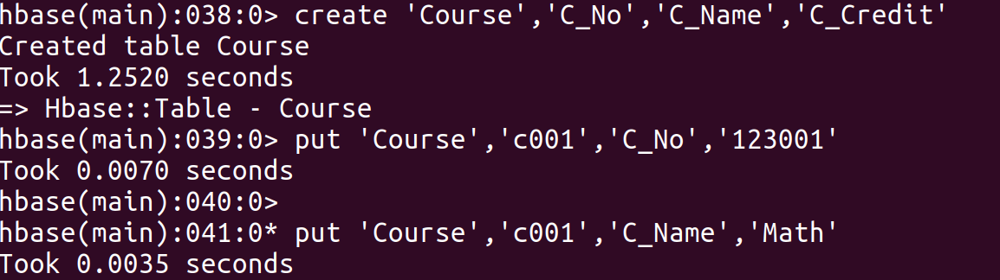 hbase(main):038:0> create 'Course','C_No','C_Name','C_Credit'
Created table Course
Took 1.2520 seconds
=> Hbase::Table - Course
hbase(main):039:0> put 'Course','c001','C_No','123001'
Took 0.0070 seconds
hbase(main):040:0>
hbase(main):041:0* put 'Course','c001','C_Name','Math'
Took 0.0035 seconds